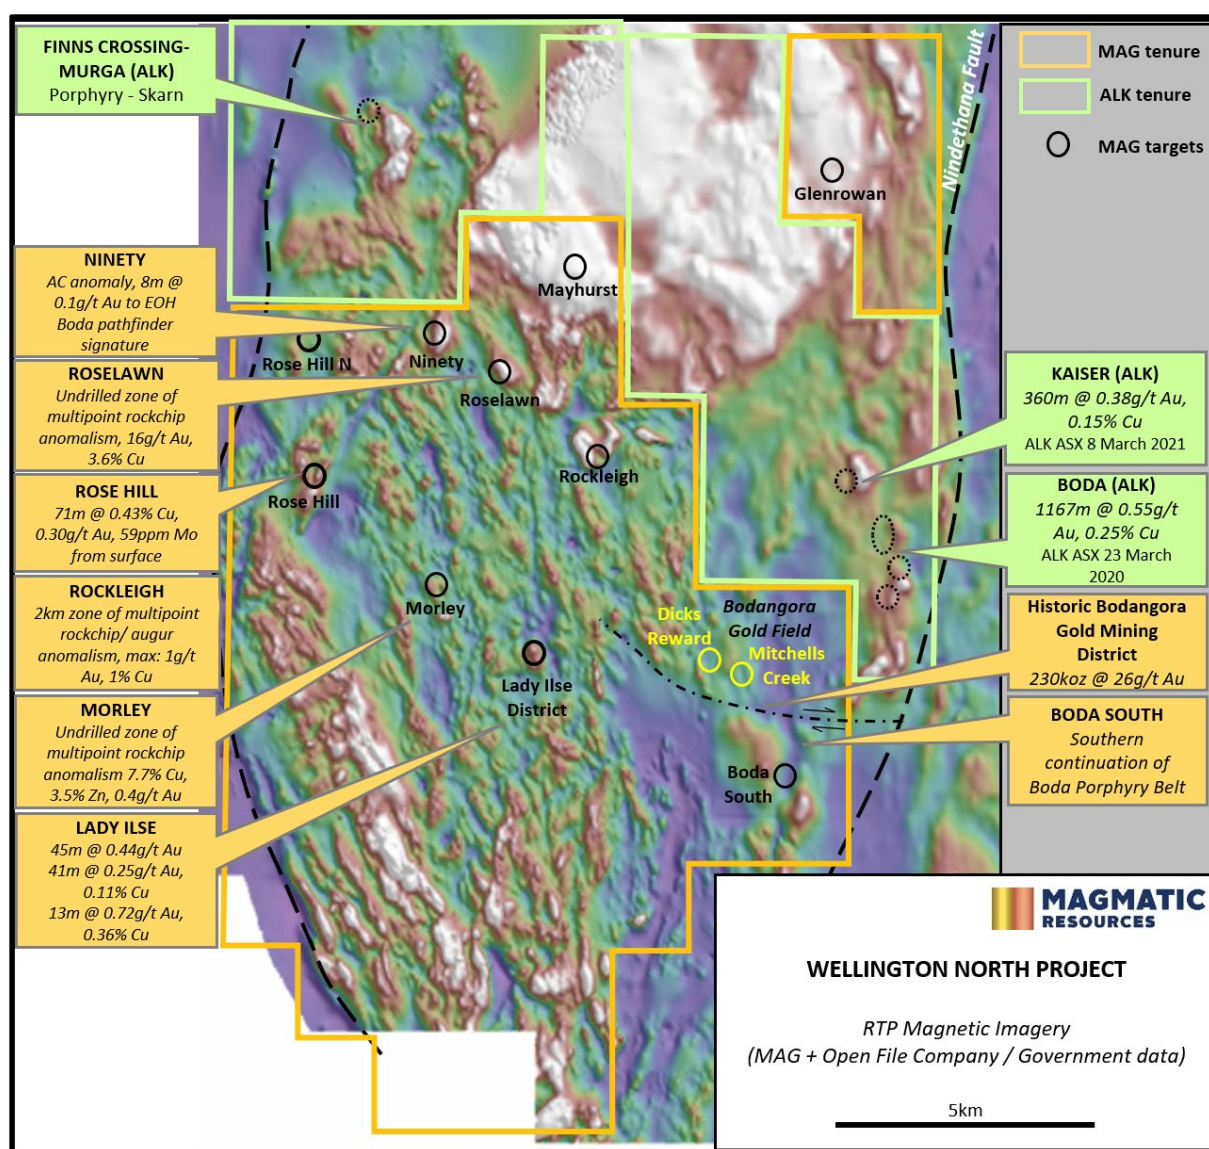 FINNS CROSSING-
MURGA (ALK)
Porphyry - Skarn
NINETY
AC anomaly, 8m @
0.1g/t Au to EOH
Boda pathfinder
signature
ROSELAWN
Undrilled zone of
multipoint rockchip
anomalism, 16g/t Au,
3.6% Cu
ROSE HILL
71m @ 0.43% Cu,
0.30g/t Au, 59ppm Mo
from surface
ROCKLEIGH
2km zone of multipoint
rockchip/ augur
anomalism, max: 1g/t
Au, 1% Cu
MORLEY
Undrilled zone of
multipoint rockchip
anomalism 7.7% Cu,
3.5% Zn, 0.4g/t Au
LADY ILSE
45m @ 0.44g/t Au
41m @ 0.25g/t Au,
0.11% Cu
13m @ 0.72g/t Au,
0.36% Cu
Glenrowan
Mayhurst
Rose Hill N
Ninety
Roselawn
Rockleigh
Rose Hill
Morley
Lady Ilse
District
Dicks
Reward
Bodangora
Gold Field
Mitchells
Creek
Boda
South
Nindethana Fault
MAG tenure
ALK tenure
MAG targets
KAISER (ALK)
360m @ 0.38g/t Au,
0.15% Cu
ALK ASX 8 March 2021
BODA (ALK)
1167m @ 0.55g/t
Au, 0.25% Cu
ALK ASX 23 March
2020
Historic Bodangora
Gold Mining
District
230koz @ 26g/t Au
BODA SOUTH
Southern
continuation of
Boda Porphyry Belt
MAGMATIC
RESOURCES
WELLINGTON NORTH PROJECT
RTP Magnetic Imagery
(MAG + Open File Company / Government data)
5km